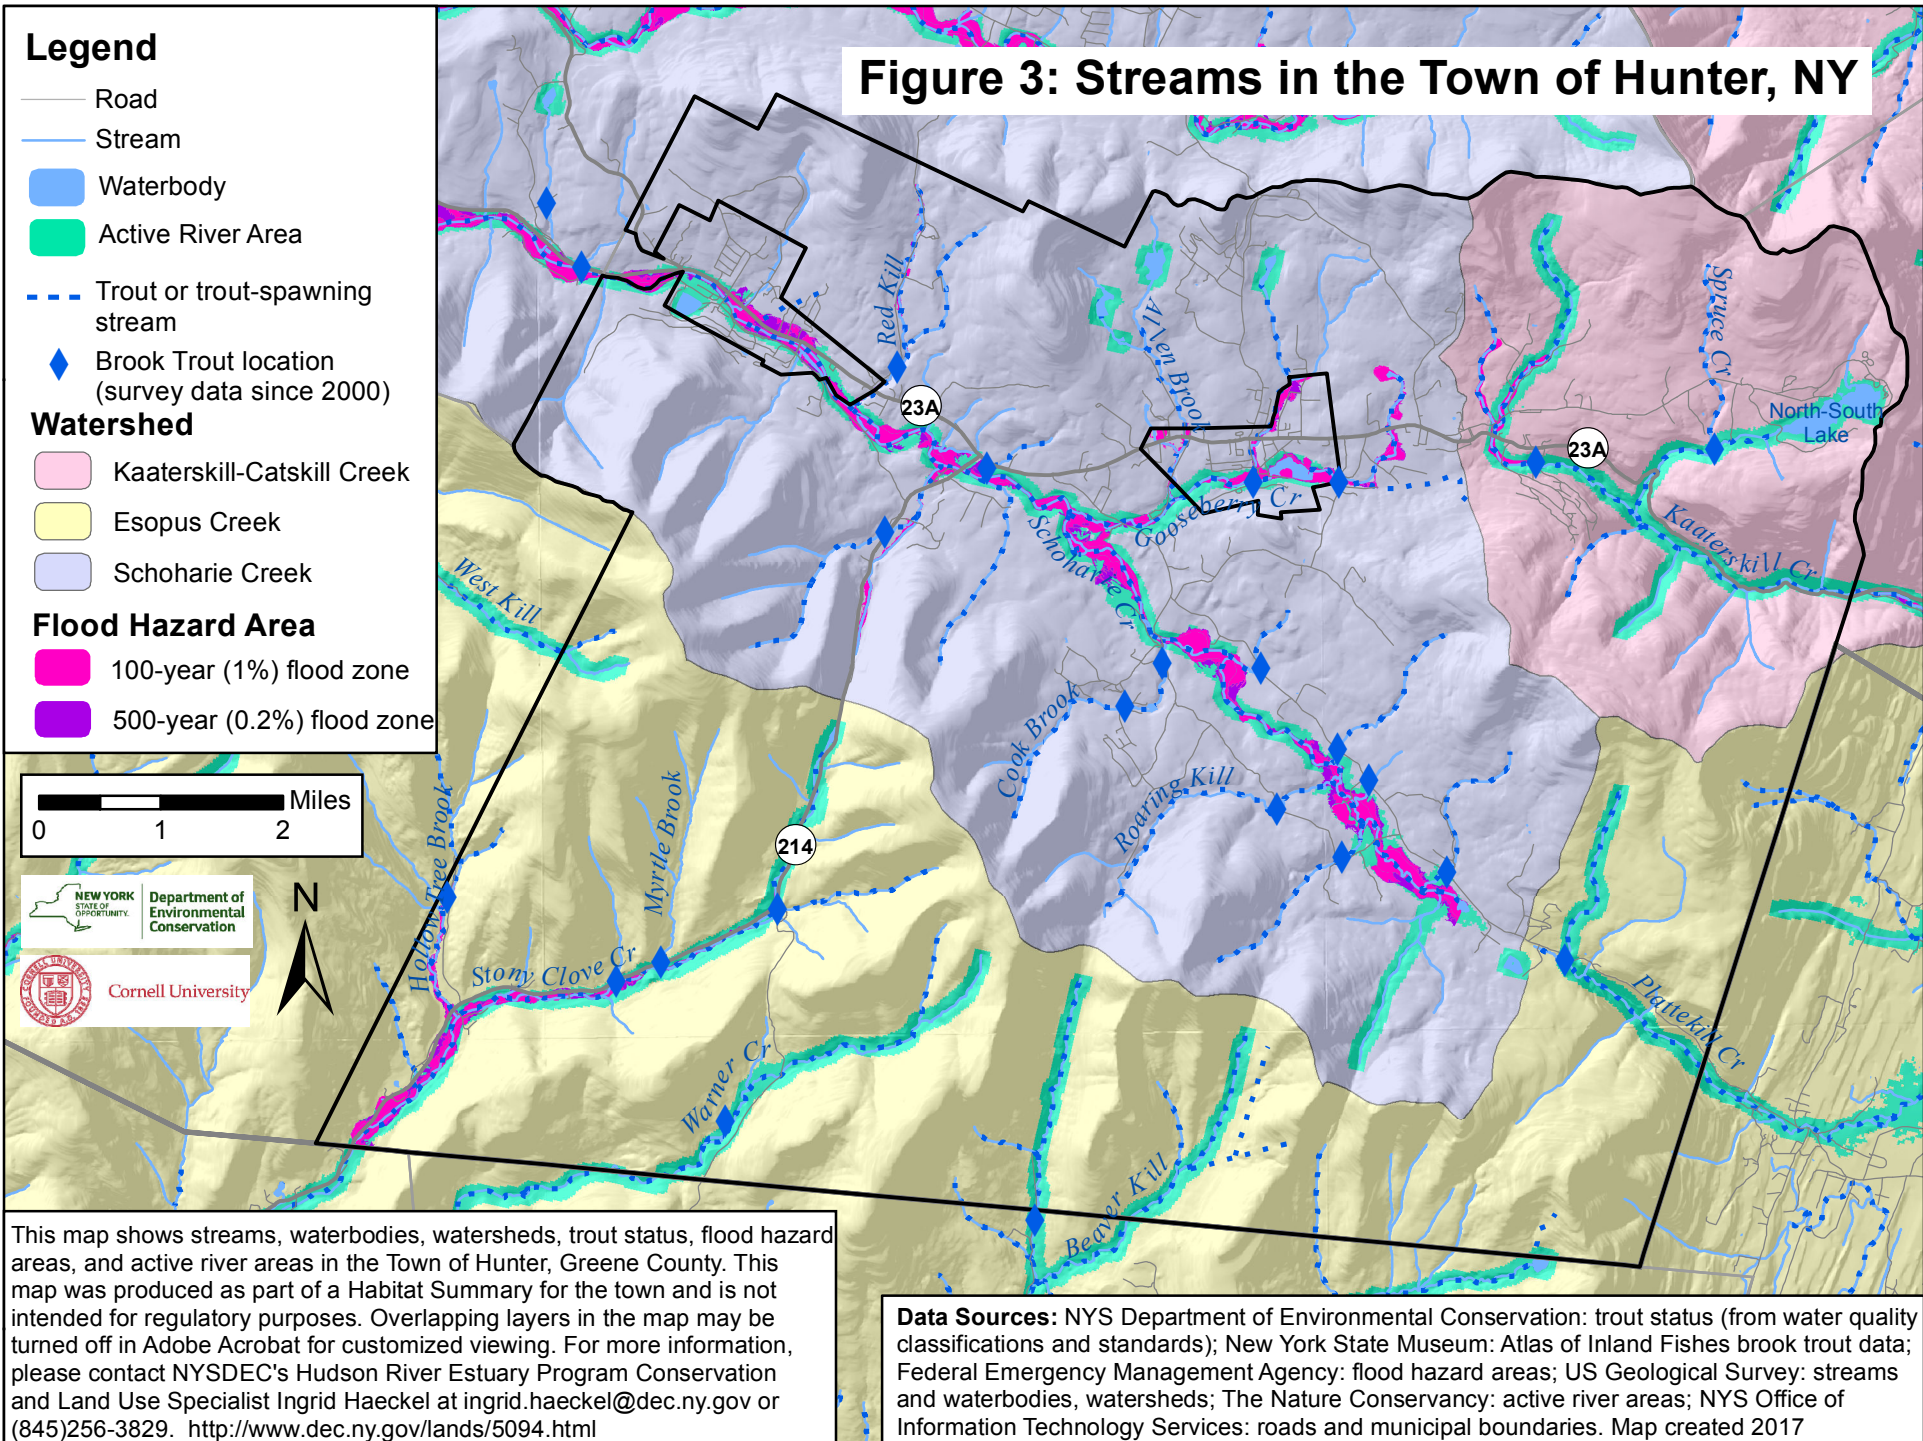 Figure 3: Streams in the Town of Hunter, NY
Legend
Road
Stream
Waterbody
Active River Area
Trout or trout-spawning
stream
Brook Trout location
(survey data since 2000)
Watershed
Kaaterskill-Catskill Creek
Esopus Creek
Schoharie Creek
Flood Hazard Area
100-year (1%) flood zone
500-year (0.2%) flood zone
Miles
0 1 2
NEW YORK
STATE OF
OPPORTUNITY.
Department of
Environmental
Conservation
CORNELL UNIVERSITY
FOUNDED A.D. 1865
Cornell University
N
Red Kill
23A
Allen Brook
Spruce Cr
North-South
Lake
23A
Gooseberry Cr
Schoharie Cr
Kaaterskill Cr
West Kill
Cook Brook
Roaring Kill
Hollow Tree Brook
Myrtle Brook
214
Stony Clove Cr
Warner Cr
Beaver Kill
Plattekill Cr
This map shows streams, waterbodies, watersheds, trout status, flood hazard
areas, and active river areas in the Town of Hunter, Greene County. This
map was produced as part of a Habitat Summary for the town and is not
intended for regulatory purposes. Overlapping layers in the map may be
turned off in Adobe Acrobat for customized viewing. For more information,
please contact NYSDEC's Hudson River Estuary Program Conservation
and Land Use Specialist Ingrid Haeckel at ingrid.haeckel@dec.ny.gov or
(845)256-3829. http://www.dec.ny.gov/lands/5094.html
Data Sources: NYS Department of Environmental Conservation: trout status (from water quality
classifications and standards); New York State Museum: Atlas of Inland Fishes brook trout data;
Federal Emergency Management Agency: flood hazard areas; US Geological Survey: streams
and waterbodies, watersheds; The Nature Conservancy: active river areas; NYS Office of
Information Technology Services: roads and municipal boundaries. Map created 2017